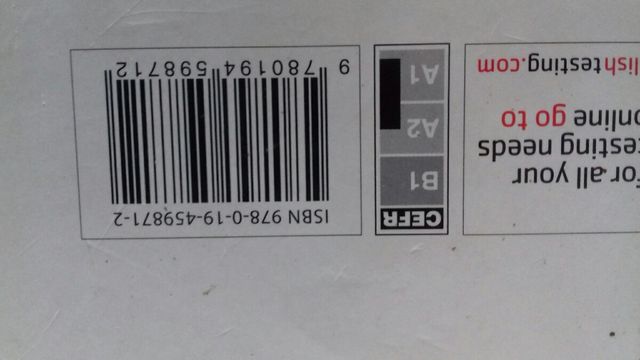 for all your
testing needs
online go to
lishtesting.com
CEFR
B1
A2
A1
ISBN 978-0-19-459871-2
9 780194 598712